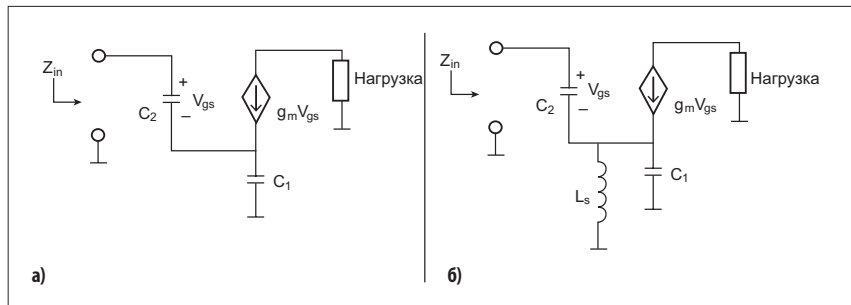 Z_in
C_2
+
V_gs
–
g_mV_gs
Нагрузка
C_1
а)
Z_in
C_2
+
V_gs
–
g_mV_gs
Нагрузка
L_s
C_1
б)